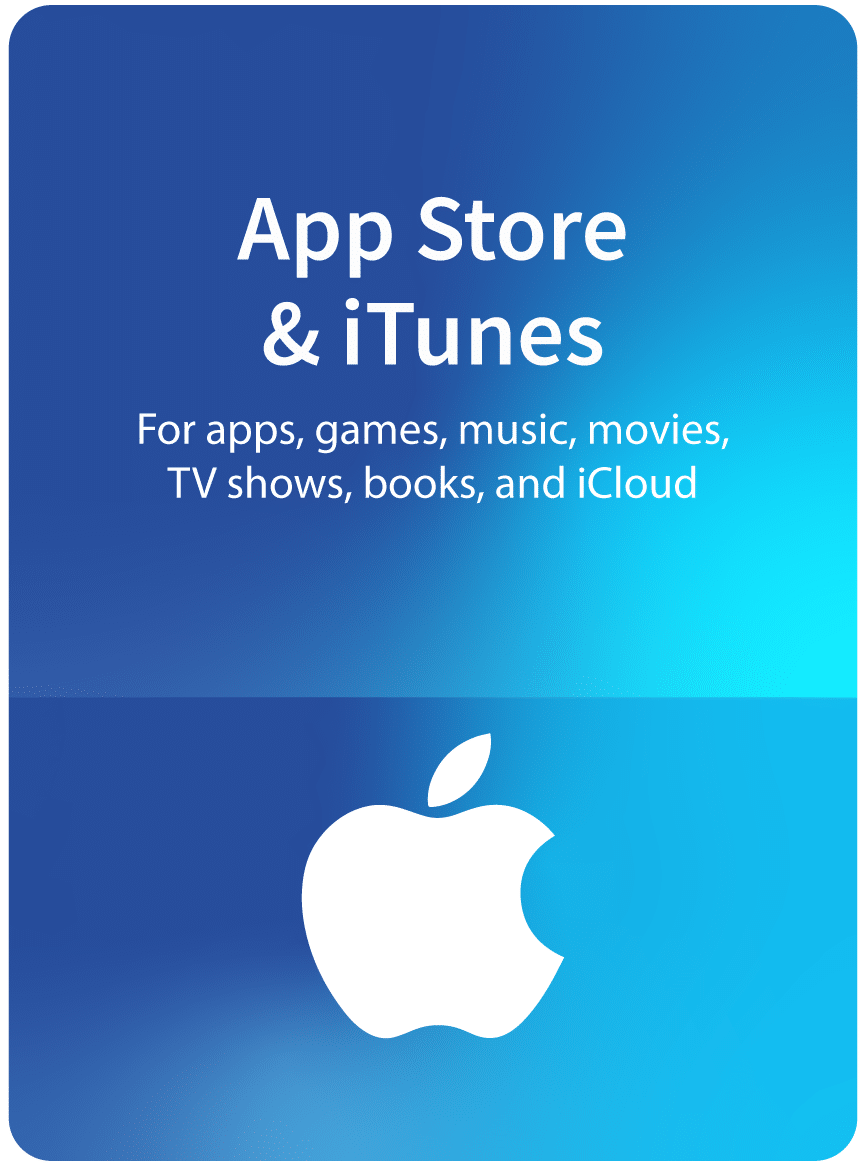 App Store
& iTunes
For apps, games, music, movies,
TV shows, books, and iCloud